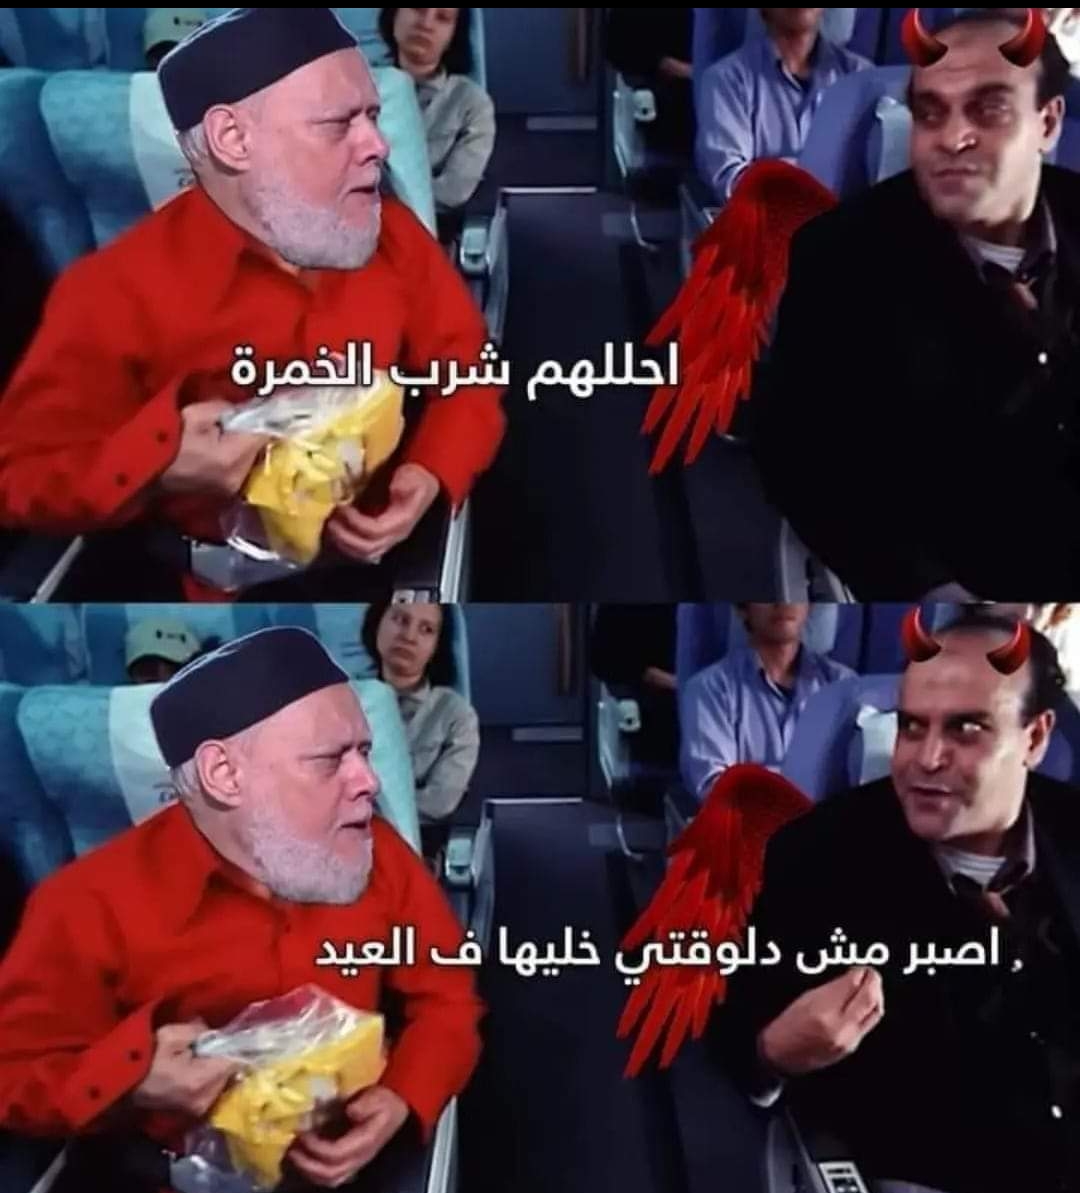 احللهم شرب الخمرة
اصبر مش دلوقتي خليها ف العيد ,